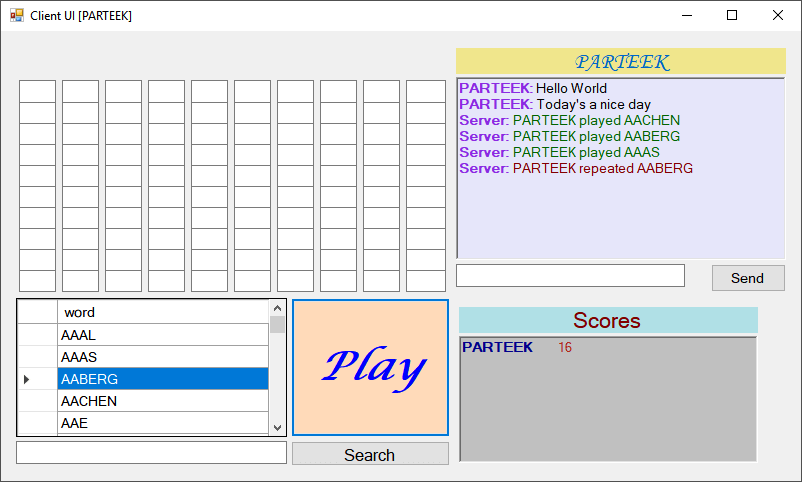 Client UI [PARTEEK]
PARTEEK
PARTEEK: Hello World
PARTEEK: Today's a nice day
Server: PARTEEK played AACHEN
Server: PARTEEK played AABERG
Server: PARTEEK played AAAS
Server: PARTEEK repeated AABERG
Send
word
AAAL
AAAS
AABERG
AACHEN
AAE
Play
Search
Scores
PARTEEK 16